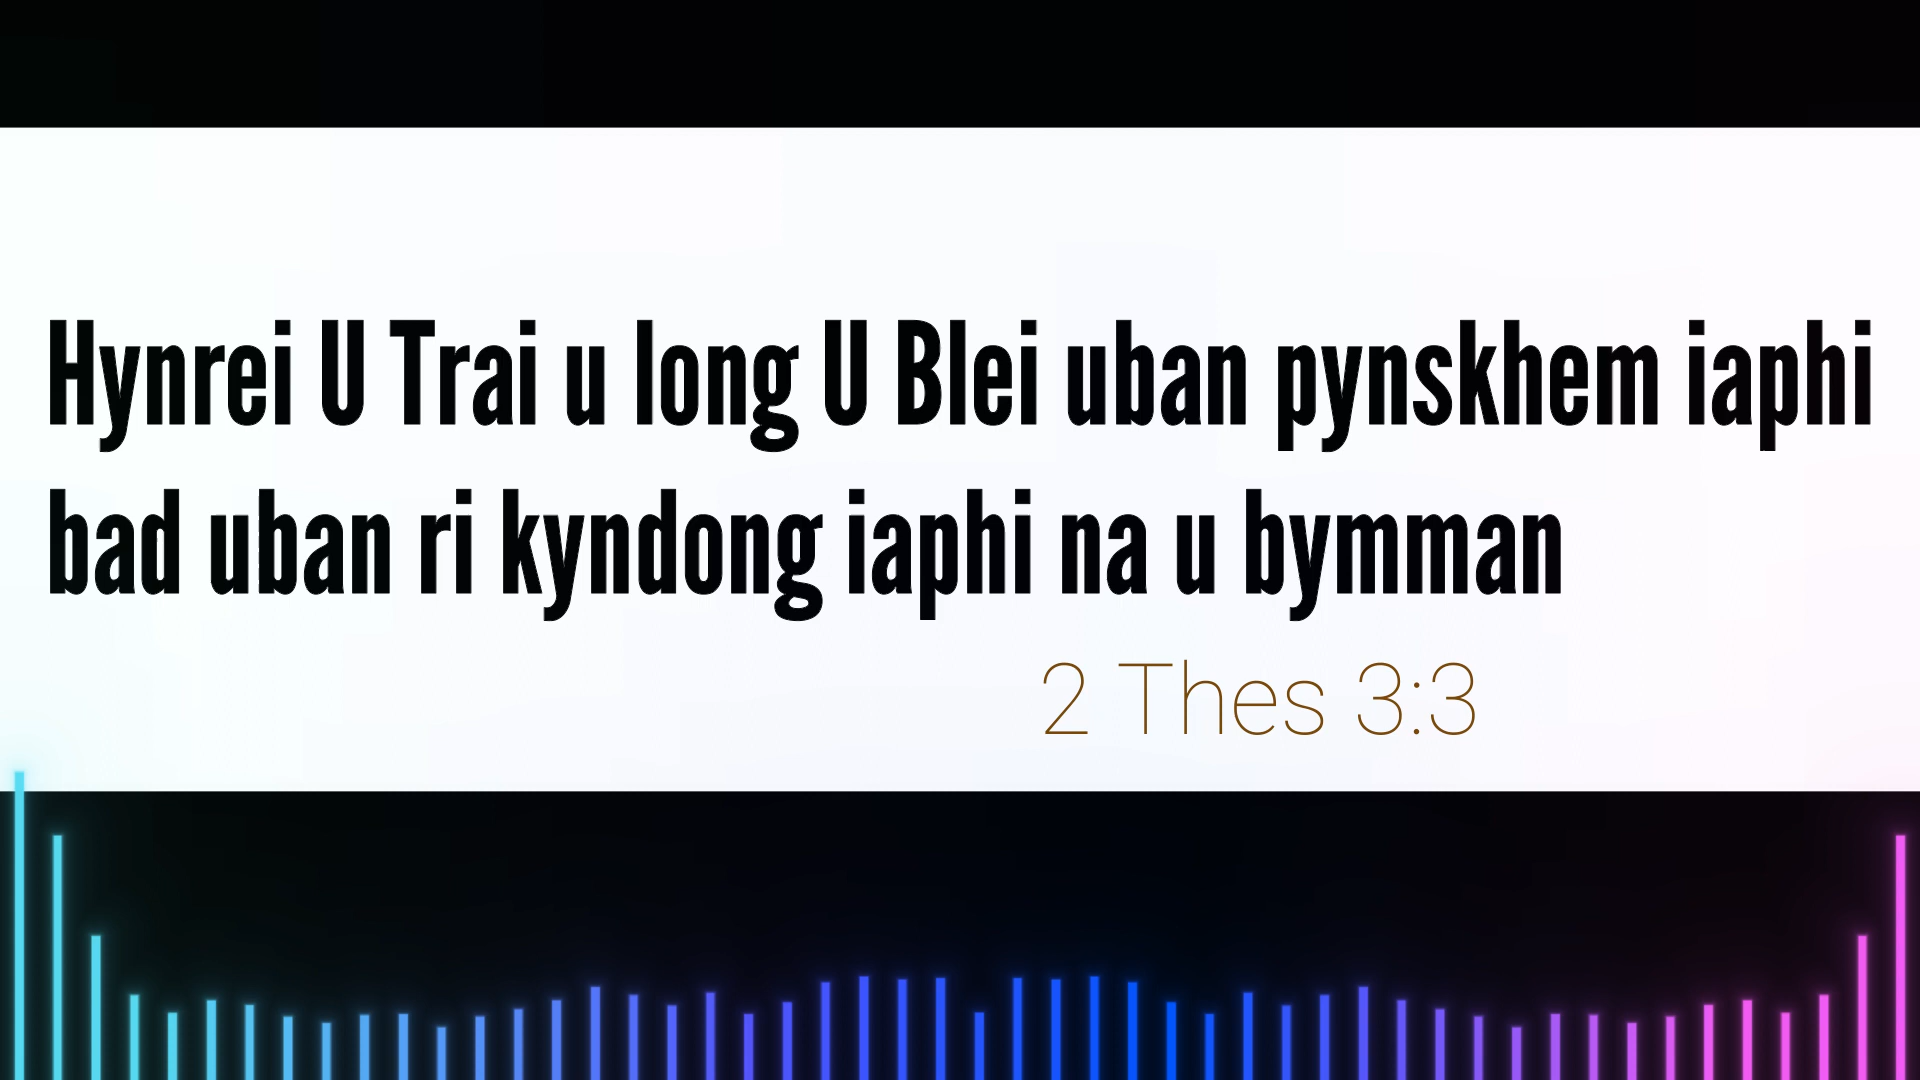 Hynrei U Trai u long U Blei uban pynskhem iaphi
bad uban ri kyndong iaphi na u bymman
2 Thes 3:3